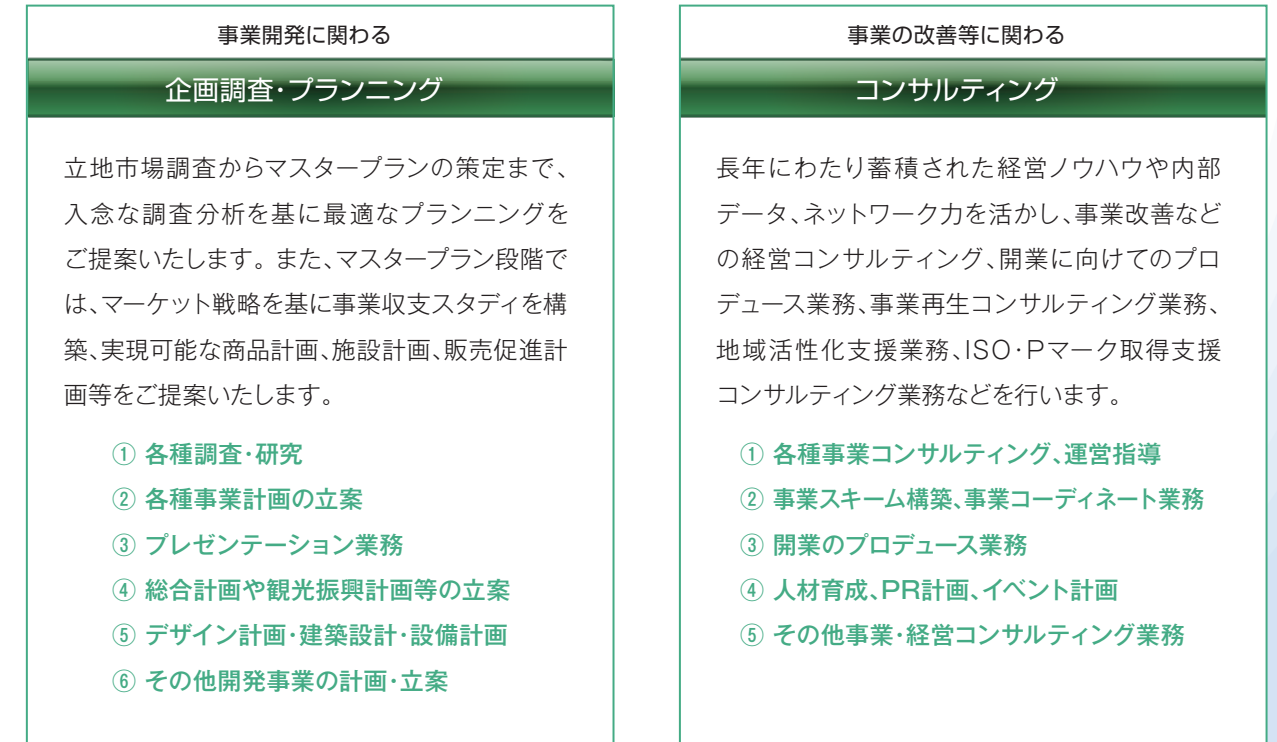 事業開発に関わる
企画調査・プランニング
立地市場調査からマスタープランの策定まで、
入念な調査分析を基に最適なプランニングを
ご提案いたします。また、マスタープラン段階で
は、マーケット戦略を基に事業収支スタディを構
築、実現可能な商品計画、施設計画、販売促進計
画等をご提案いたします。
① 各種調査・研究
② 各種事業計画の立案
③ プレゼンテーション業務
④ 総合計画や観光振興計画等の立案
⑤ デザイン計画・建築設計・設備計画
⑥ その他開発事業の計画・立案
事業の改善等に関わる
コンサルティング
長年にわたり蓄積された経営ノウハウや内部
データ、ネットワーク力を活かし、事業改善など
の経営コンサルティング、開業に向けてのプロ
デュース業務、事業再生コンサルティング業務、
地域活性化支援業務、ISO・Pマーク取得支援
コンサルティング業務などを行います。
① 各種事業コンサルティング、運営指導
② 事業スキーム構築、事業コーディネート業務
③ 開業のプロデュース業務
④ 人材育成、PR計画、イベント計画
⑤ その他事業・経営コンサルティング業務